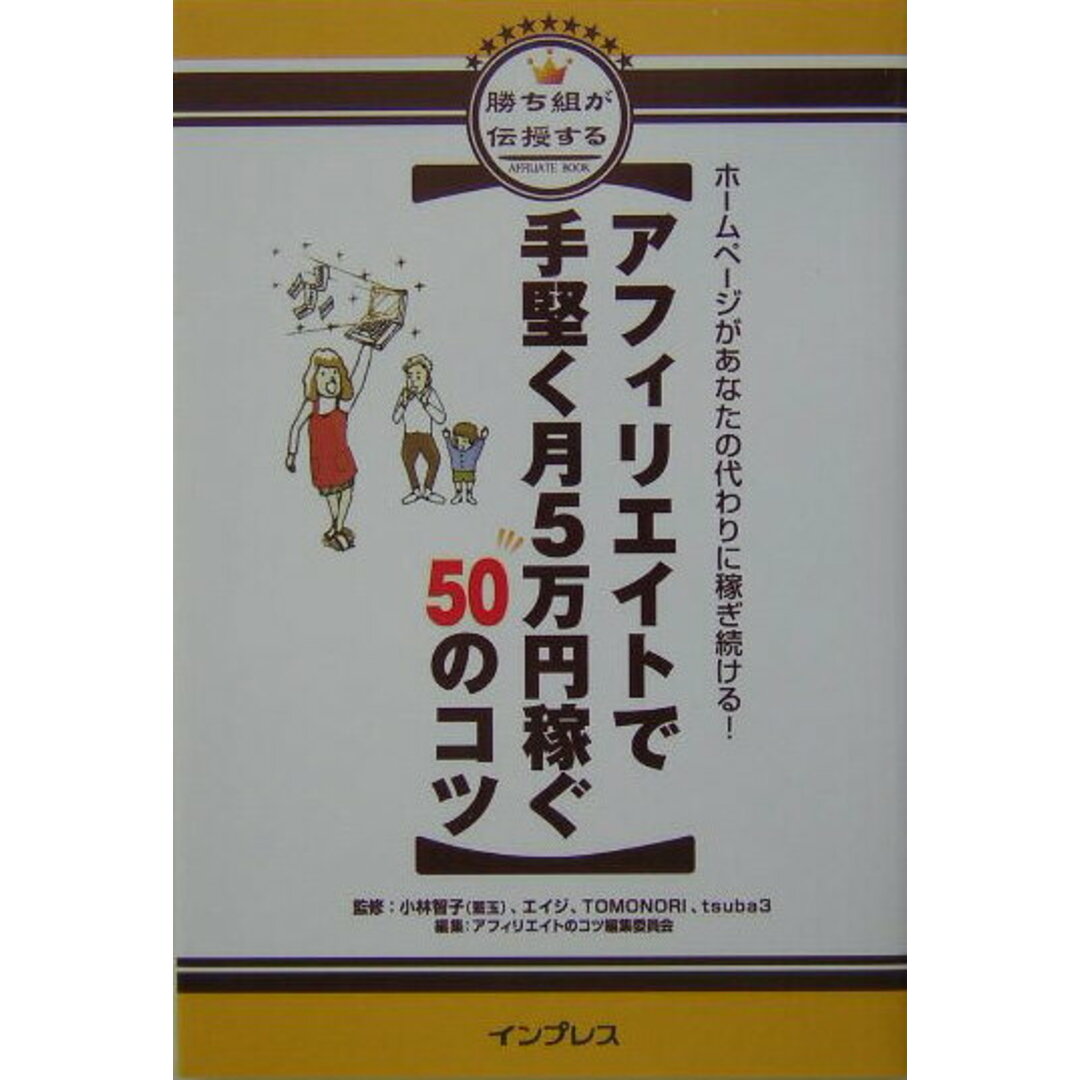 勝ち組が
伝授する
AFFILIATE BOOK
ホームページがあなたの代わりに稼ぎ続ける!
アフィリエイトで
手堅く月5万円稼ぐ
50のコツ
監修:小林智子(藍玉)、エイジ、TOMONORI、tsuba3
編集:アフィリエイトのコツ編集委員会
インプレス